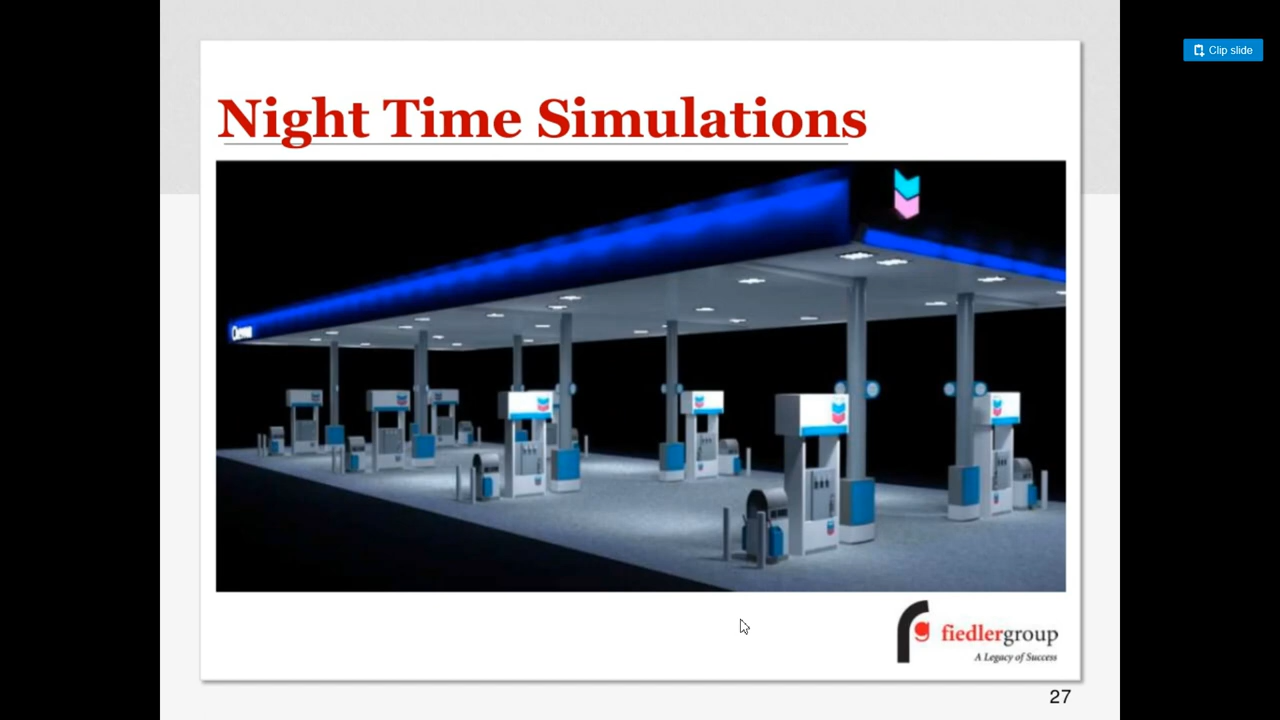 Clip slide
Night Time Simulations
fiedlergroup
A Legacy of Success
27